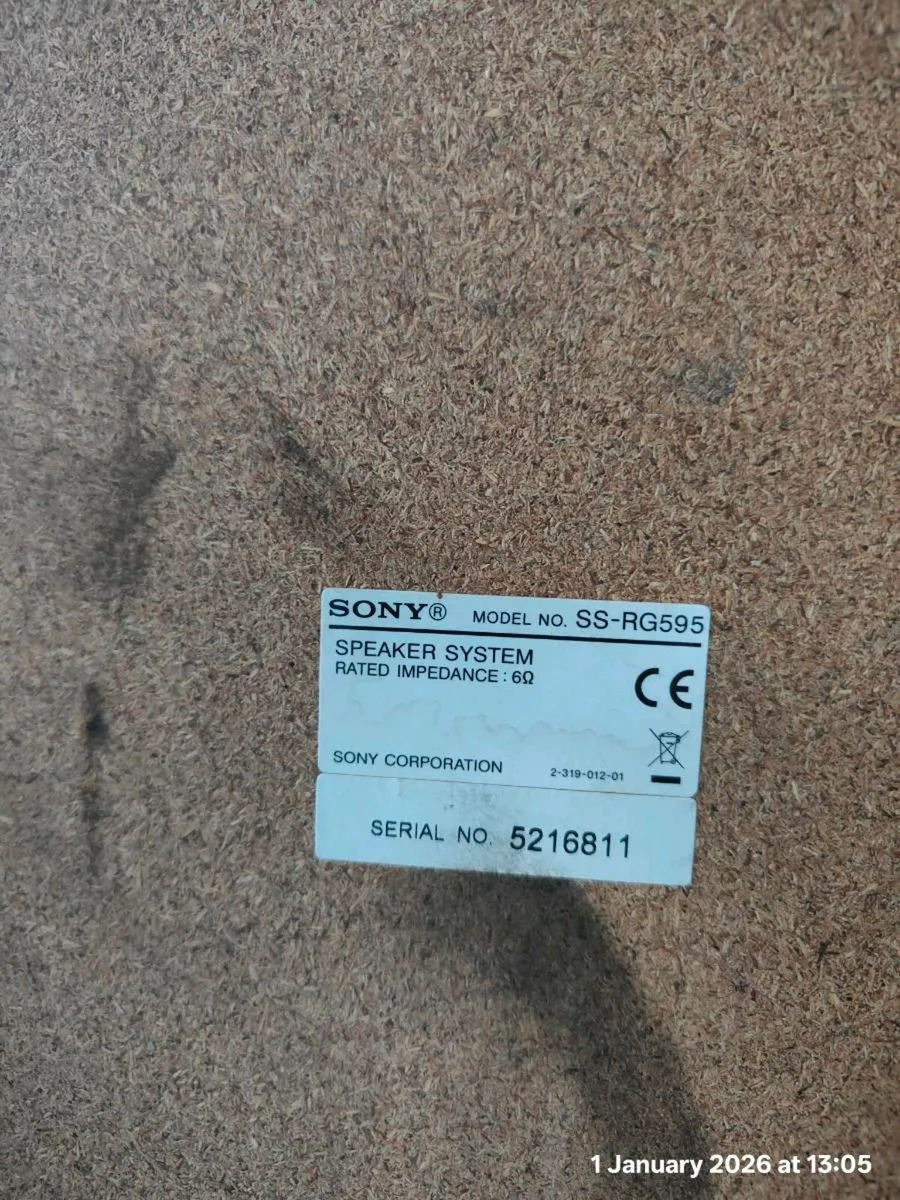 SONY® MODEL NO. SS-RG595
SPEAKER SYSTEM
RATED IMPEDANCE : 6Ω
CE
SONY CORPORATION 2-319-012-01
SERIAL NO. 5216811
1 January 2026 at 13:05